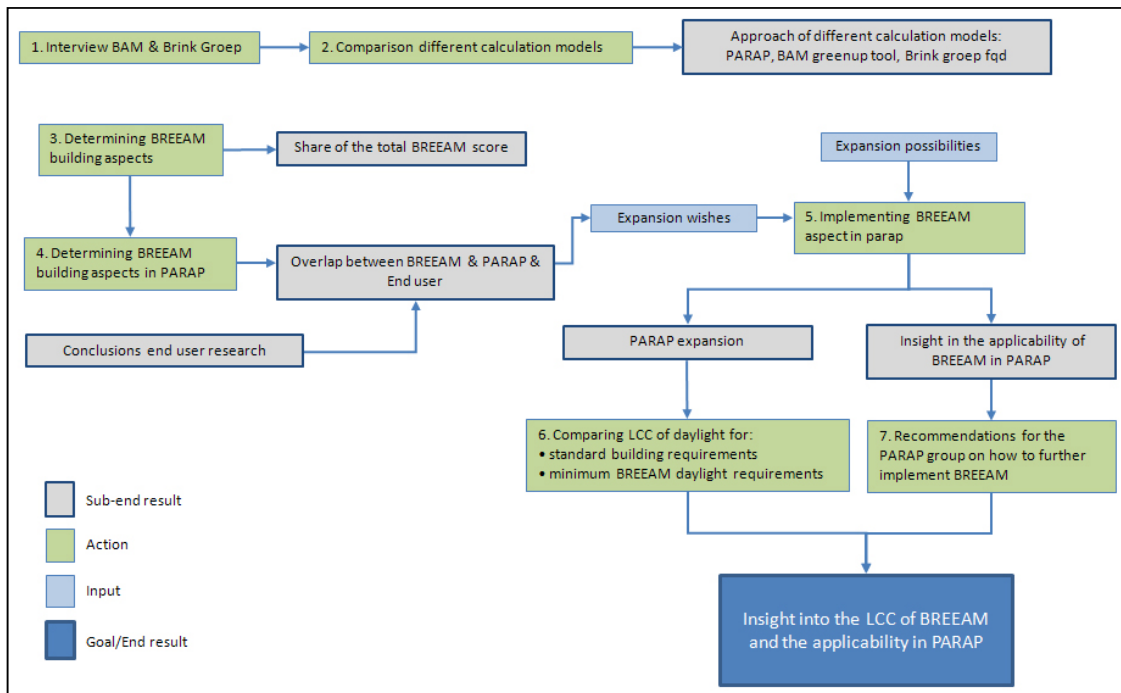 1. Interview BAM & Brink Groep
2. Comparison different calculation models
Approach of different calculation models:
PARAP, BAM greenup tool, Brink groep fqd
3. Determining BREEAM
building aspects
Share of the total BREEAM score
Expansion possibilities
Expansion wishes
5. Implementing BREEAM
aspect in parap
4. Determining BREEAM
building aspects in PARAP
Overlap between BREEAM & PARAP &
End user
Conclusions end user research
PARAP expansion
Insight in the applicability of
BREEAM in PARAP
6. Comparing LCC of daylight for:
• standard building requirements
• minimum BREEAM daylight requirements
7. Recommendations for the
PARAP group on how to further
implement BREEAM
Sub-end result
Action
Input
Goal/End result
Insight into the LCC of BREEAM
and the applicability in PARAP